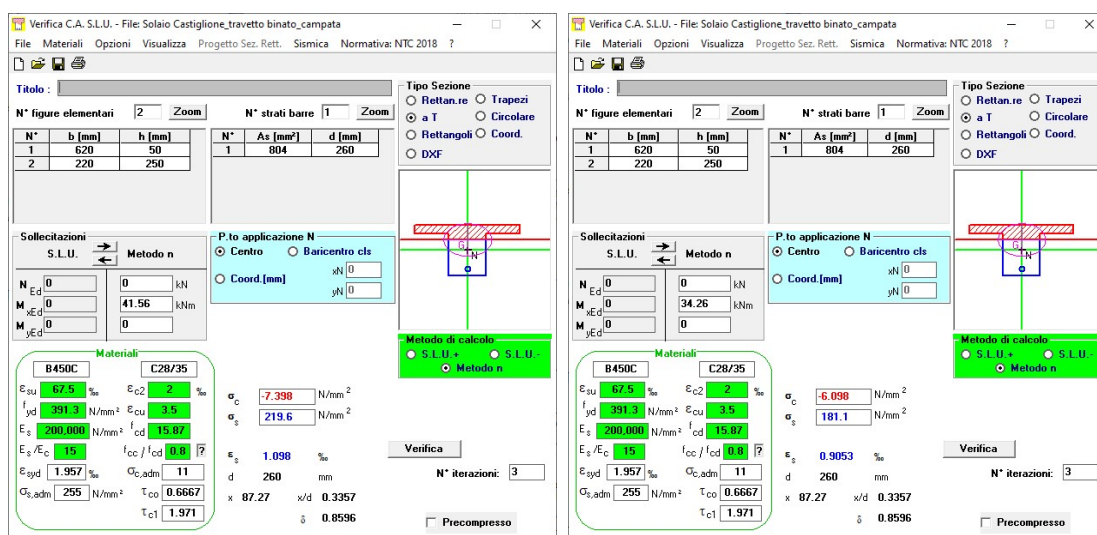 Verifica C.A. S.L.U. - File: Solaio Castiglione_travetto binato_campata
File Materiali Opzioni Visualizza Progetto Sez. Rett. Sismica Normativa: NTC 2018 ?
Titolo :
N° figure elementari 2 Zoom N° strati barre 1 Zoom
N° b [mm] h [mm]
1 620 50
2 220 250
N° As [mm²] d [mm]
1 804 260
Tipo Sezione
Rettan.re Trapezi
a T Circolare
Rettangoli Coord.
DXF
Sollecitazioni
S.L.U. Metodo n
N Ed 0 0 kN
M xEd 0 41.56 kNm
M yEd 0 0
P.to applicazione N
Centro Baricentro cls
Coord.[mm] xN 0
yN 0
G
N
Materiali
B450C C28/35
εsu 67.5 ‰ εc2 2 ‰
fyd 391.3 N/mm² εcu 3.5
Es 200,000 N/mm² fcd 15.87
Es/Ec 15 fcc / fcd 0.8 ?
εsyd 1.957 ‰ σc,adm 11
σs,adm 255 N/mm² τco 0.6667
τc1 1.971
σc -7.398 N/mm²
σs 219.6 N/mm²
εs 1.098 ‰
d 260 mm
x 87.27 x/d 0.3357
δ 0.8596
Metodo di calcolo
S.L.U.+ S.L.U.-
Metodo n
Verifica
N° iterazioni: 3
Precompresso
Verifica C.A. S.L.U. - File: Solaio Castiglione_travetto binato_campata
File Materiali Opzioni Visualizza Progetto Sez. Rett. Sismica Normativa: NTC 2018 ?
Titolo :
N° figure elementari 2 Zoom N° strati barre 1 Zoom
N° b [mm] h [mm]
1 620 50
2 220 250
N° As [mm²] d [mm]
1 804 260
Tipo Sezione
Rettan.re Trapezi
a T Circolare
Rettangoli Coord.
DXF
Sollecitazioni
S.L.U. Metodo n
N Ed 0 0 kN
M xEd 0 34.26 kNm
M yEd 0 0
P.to applicazione N
Centro Baricentro cls
Coord.[mm] xN 0
yN 0
G
N
Materiali
B450C C28/35
εsu 67.5 ‰ εc2 2 ‰
fyd 391.3 N/mm² εcu 3.5
Es 200,000 N/mm² fcd 15.87
Es/Ec 15 fcc / fcd 0.8 ?
εsyd 1.957 ‰ σc,adm 11
σs,adm 255 N/mm² τco 0.6667
τc1 1.971
σc -6.098 N/mm²
σs 181.1 N/mm²
εs 0.9053 ‰
d 260 mm
x 87.27 x/d 0.3357
δ 0.8596
Metodo di calcolo
S.L.U.+ S.L.U.-
Metodo n
Verifica
N° iterazioni: 3
Precompresso